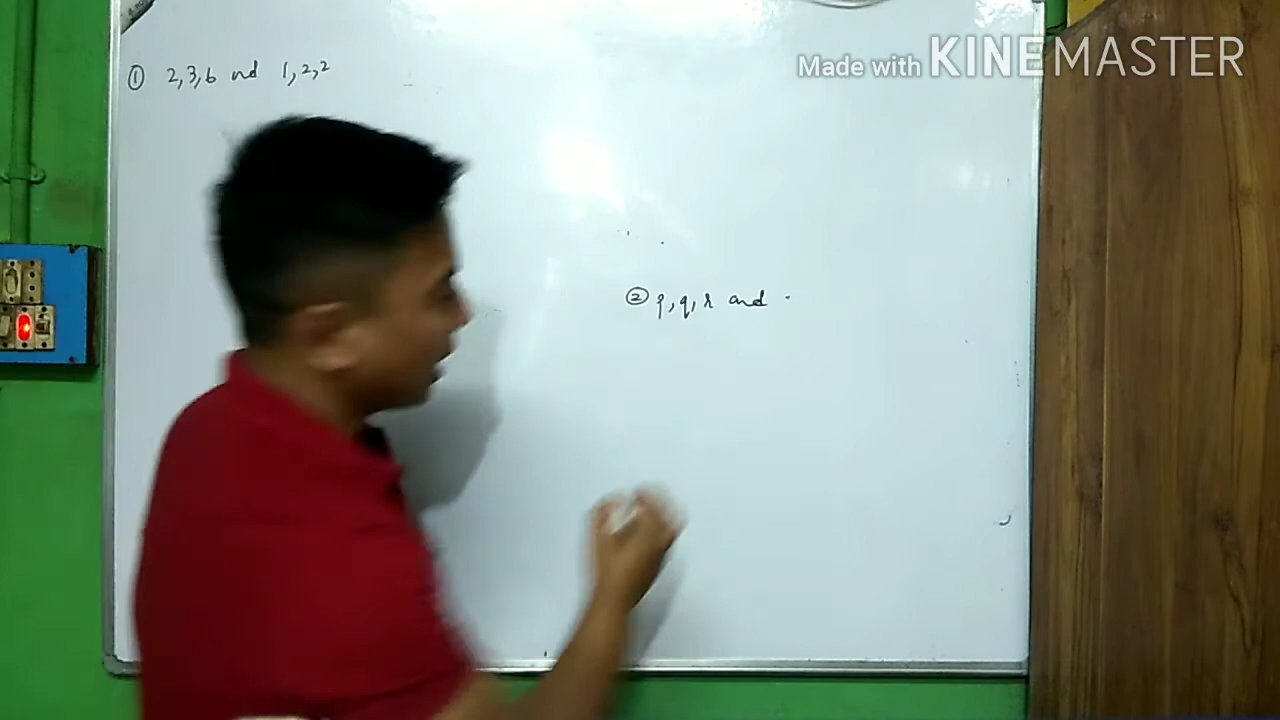 Made with KINEMASTER
① 2,3,6 and 1,2,2
② p,q,r and